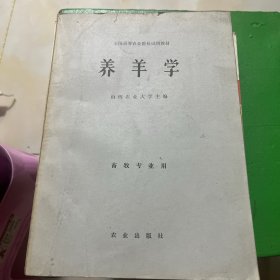 全国高等农业院校试用教材
养羊学
山西农业大学主编
畜牧专业用
农业出版社